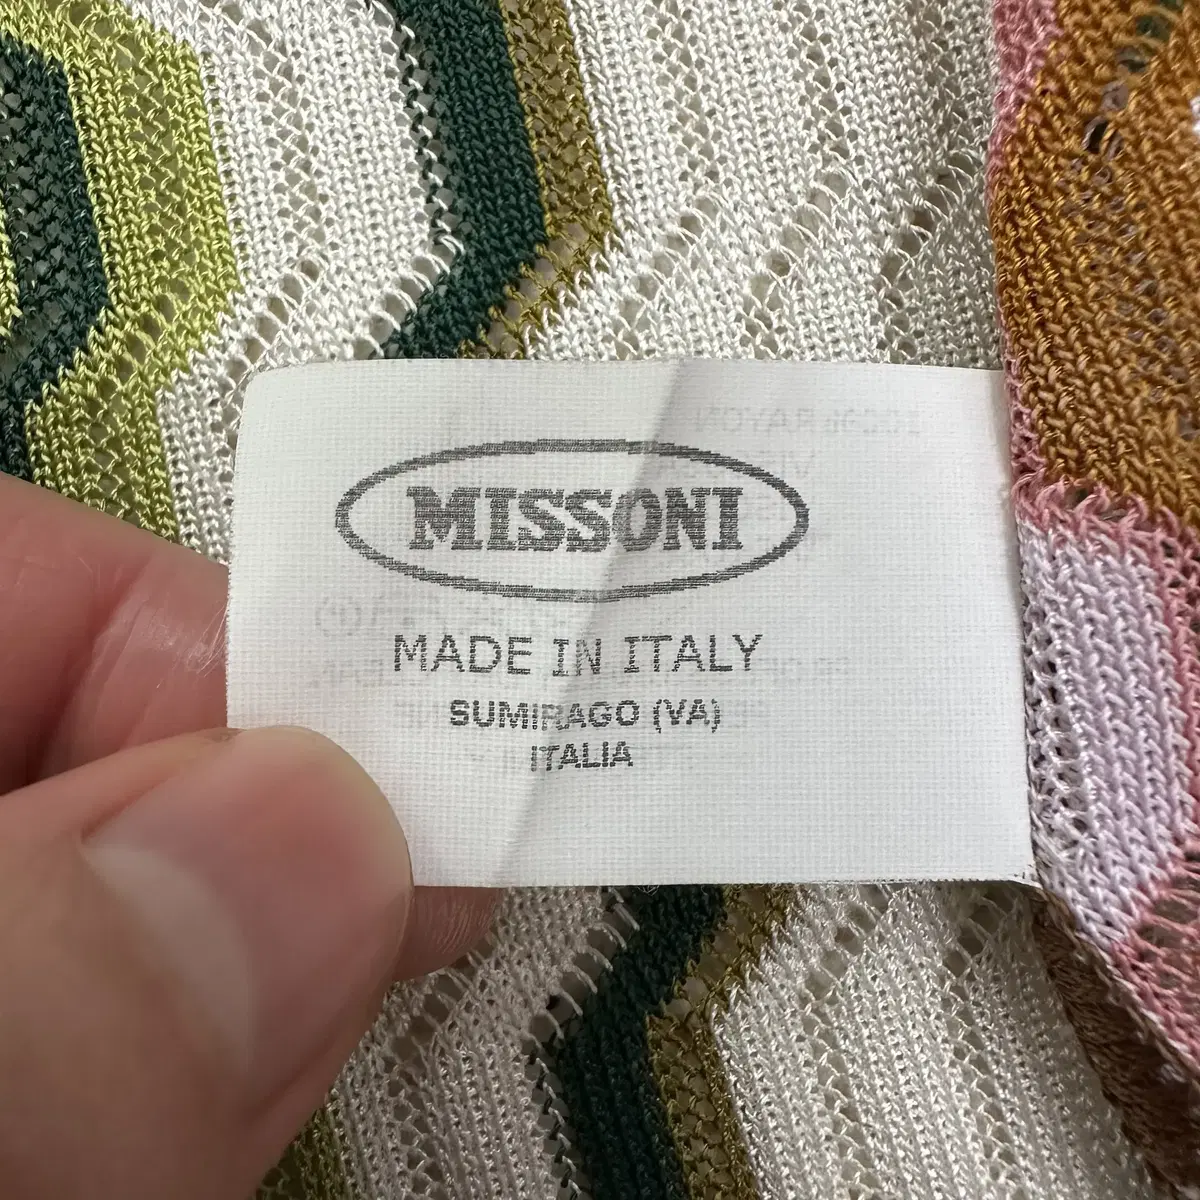 MISSONI
MADE IN ITALY
SUMIRAGO (VA)
ITALIA